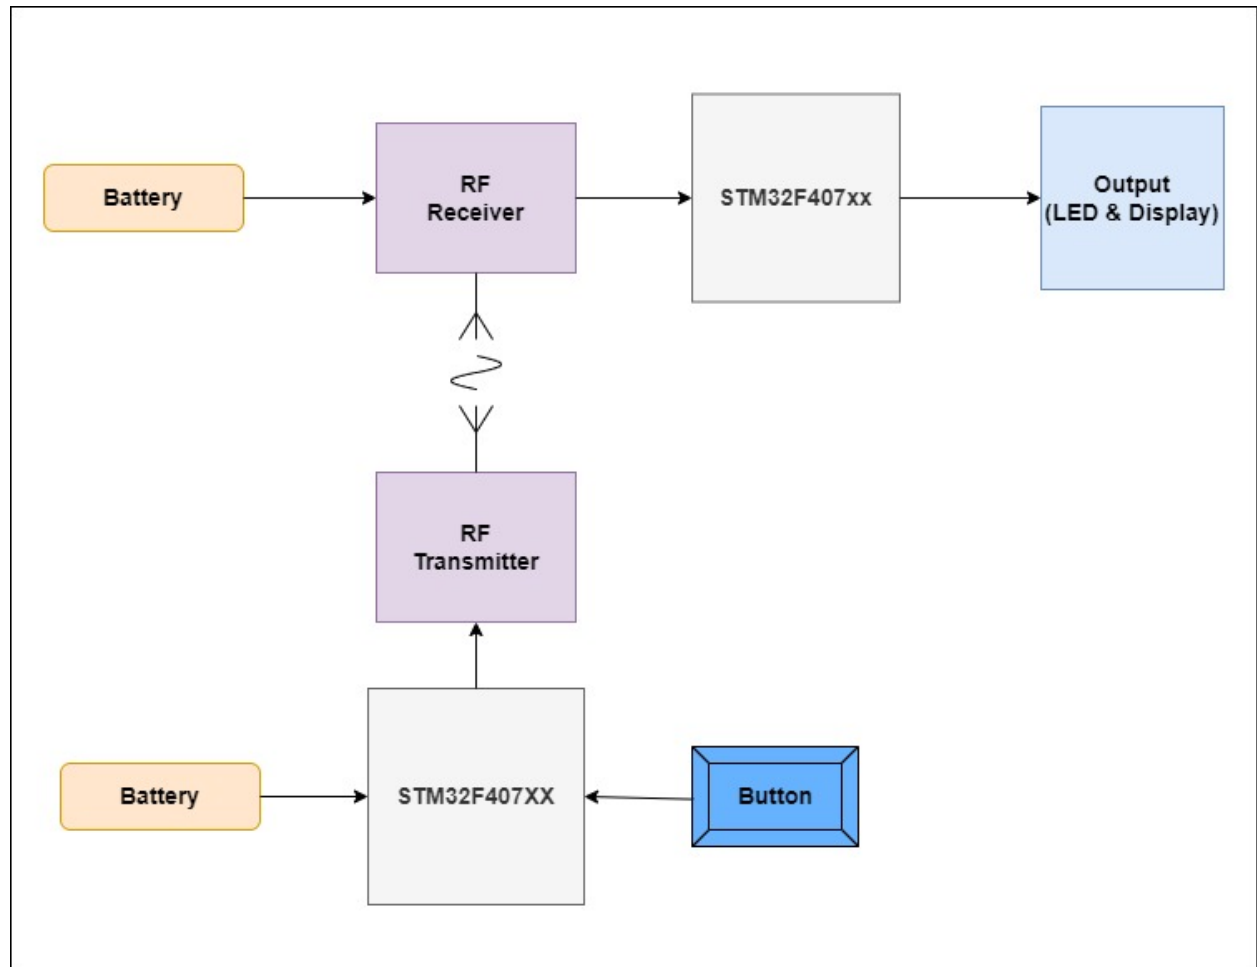 Battery
RF
Receiver
STM32F407xx
Output
(LED & Display)
RF
Transmitter
Battery
STM32F407XX
Button